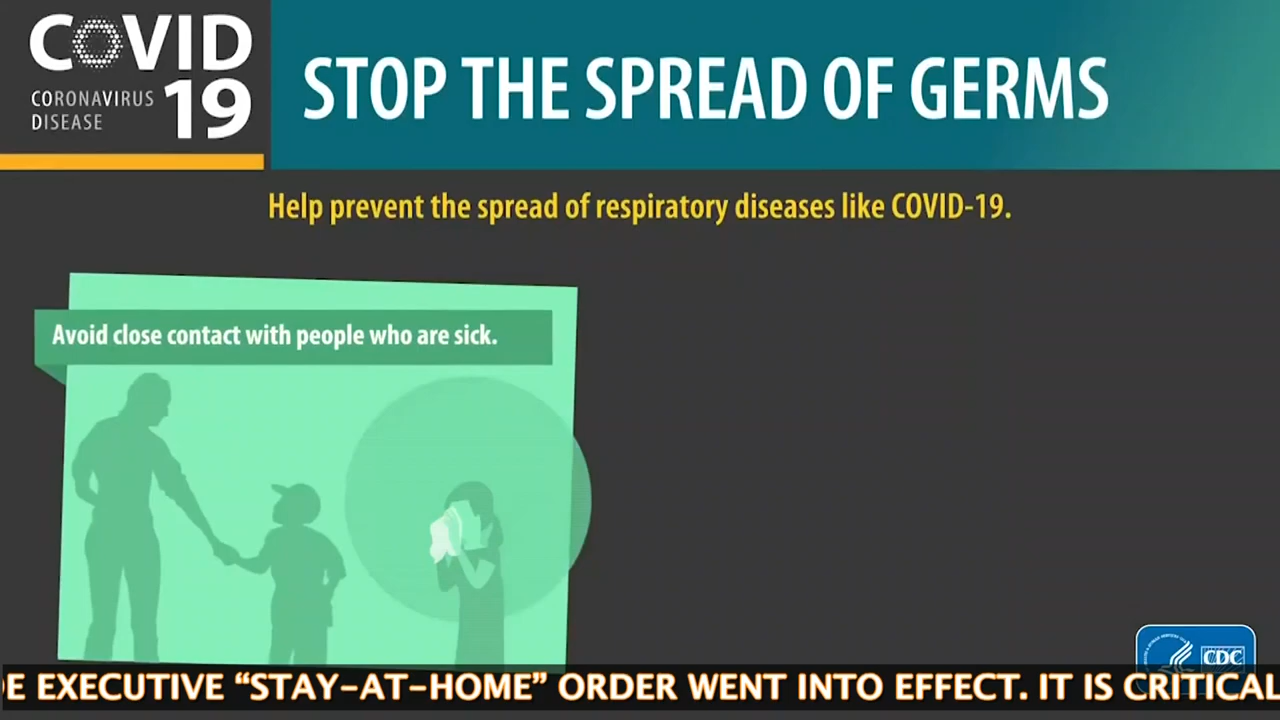 COVID
19
CORONAVIRUS
DISEASE
STOP THE SPREAD OF GERMS
Help prevent the spread of respiratory diseases like COVID-19.
Avoid close contact with people who are sick.
CDC
E EXECUTIVE “STAY-AT-HOME” ORDER WENT INTO EFFECT. IT IS CRITICAL